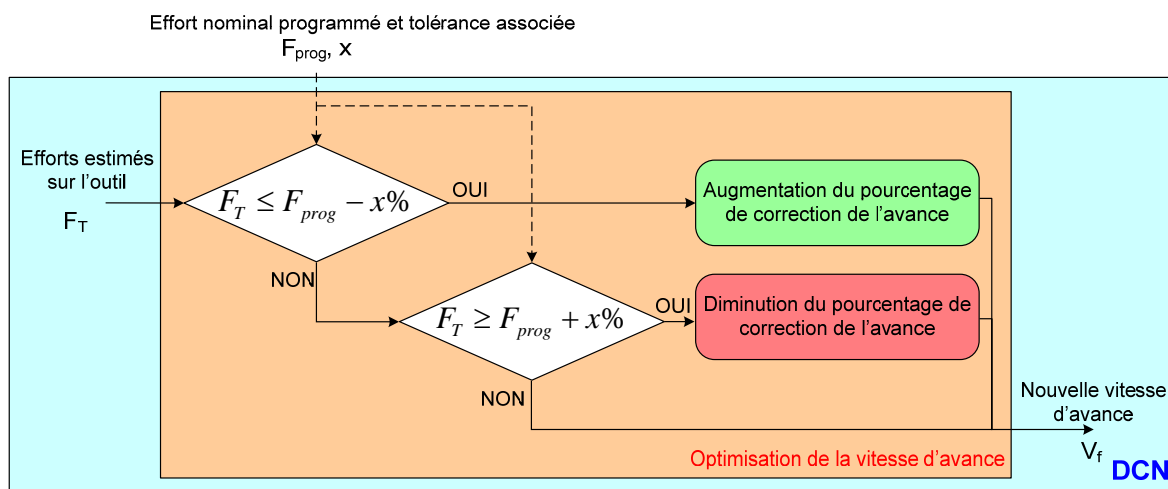 Effort nominal programmé et tolérance associée
F_prog, x
Efforts estimés
sur l'outil
F_T
F_T ≤ F_prog − x%
OUI
Augmentation du pourcentage
de correction de l'avance
NON
F_T ≥ F_prog + x%
OUI
Diminution du pourcentage de
correction de l'avance
NON
Nouvelle vitesse
d'avance
V_f
Optimisation de la vitesse d'avance
DCN